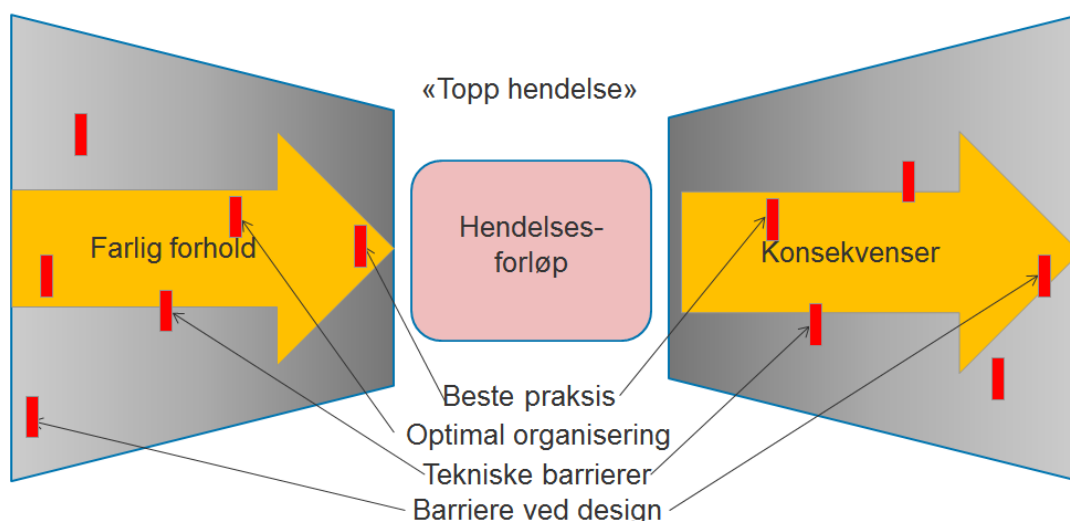 «Topp hendelse»
Farlig forhold
Hendelses-
forløp
Konsekvenser
Beste praksis
Optimal organisering
Tekniske barrierer
Barriere ved design